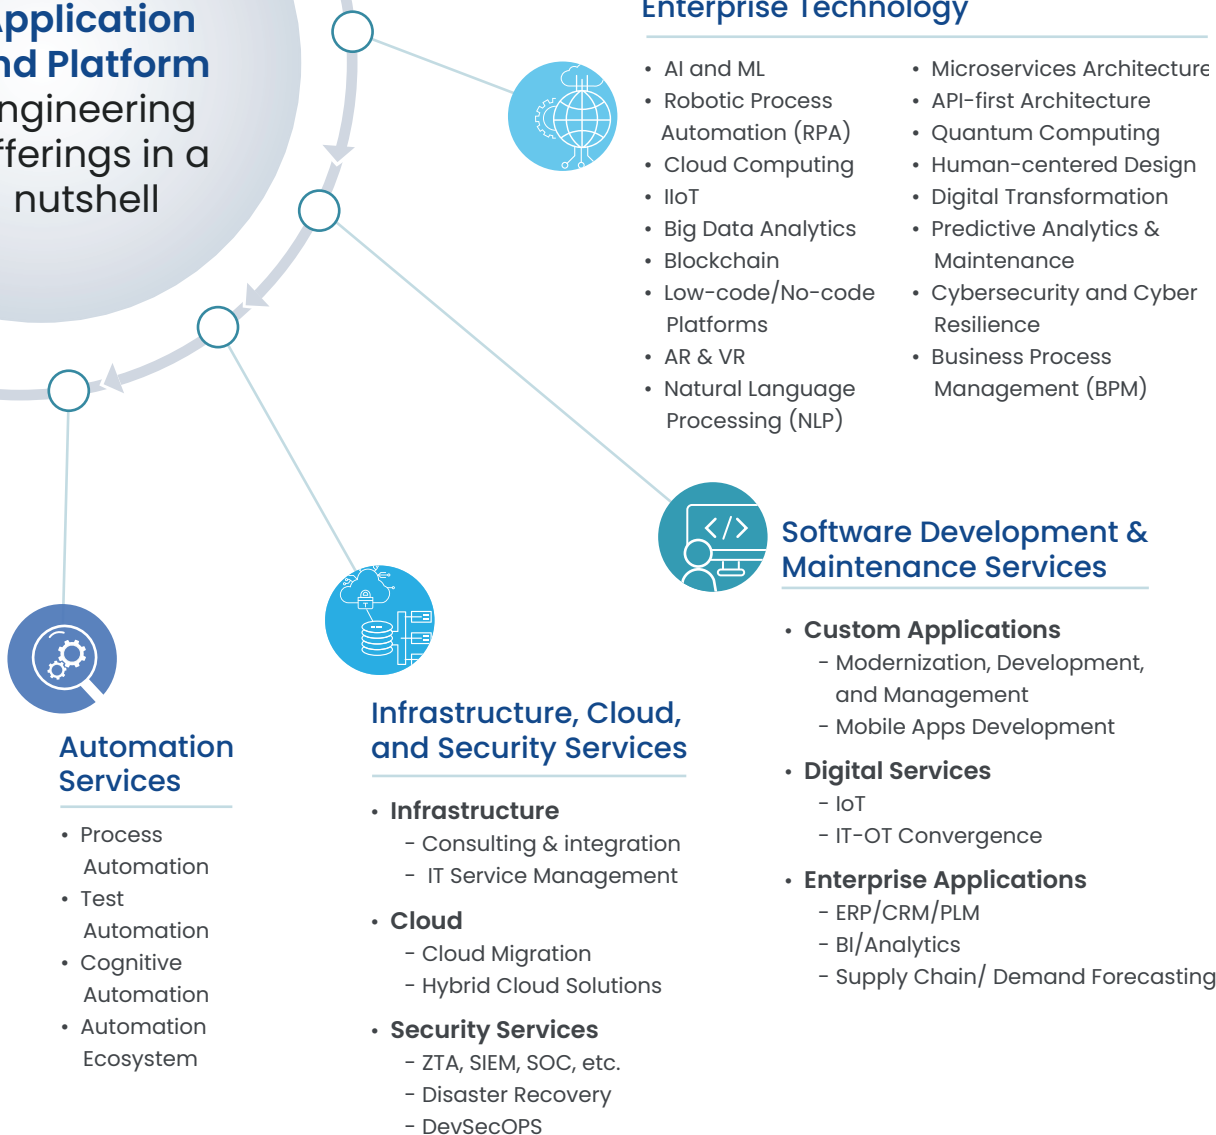 Application
and Platform
Engineering
offerings in a
nutshell
Enterprise Technology
• AI and ML
• Robotic Process
Automation (RPA)
• Cloud Computing
• IIoT
• Big Data Analytics
• Blockchain
• Low-code/No-code
Platforms
• AR & VR
• Natural Language
Processing (NLP)
• Microservices Architecture
• API-first Architecture
• Quantum Computing
• Human-centered Design
• Digital Transformation
• Predictive Analytics &
Maintenance
• Cybersecurity and Cyber
Resilience
• Business Process
Management (BPM)
Software Development &
Maintenance Services
• Custom Applications
- Modernization, Development,
and Management
- Mobile Apps Development
• Digital Services
- IoT
- IT-OT Convergence
• Enterprise Applications
- ERP/CRM/PLM
- BI/Analytics
- Supply Chain/ Demand Forecasting
Infrastructure, Cloud,
and Security Services
• Infrastructure
- Consulting & integration
- IT Service Management
• Cloud
- Cloud Migration
- Hybrid Cloud Solutions
• Security Services
- ZTA, SIEM, SOC, etc.
- Disaster Recovery
- DevSecOPS
Automation
Services
• Process
Automation
• Test
Automation
• Cognitive
Automation
• Automation
Ecosystem